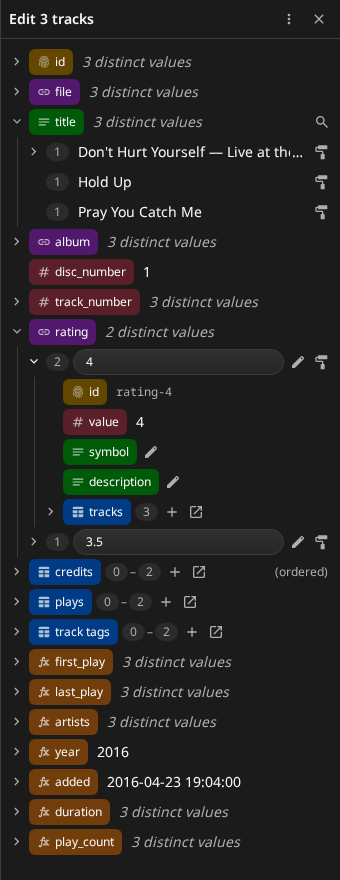 Edit 3 tracks
id 3 distinct values
file 3 distinct values
title 3 distinct values
1 Don't Hurt Yourself — Live at the...
1 Hold Up
1 Pray You Catch Me
album 3 distinct values
# disc_number 1
# track_number 3 distinct values
rating 2 distinct values
2 4
id rating-4
# value 4
symbol
description
tracks 3 +
1 3.5
credits 0 – 2 + (ordered)
plays 0 – 2 +
track tags 0 – 2 +
fx first_play 3 distinct values
fx last_play 3 distinct values
fx artists 3 distinct values
fx year 2016
fx added 2016-04-23 19:04:00
fx duration 3 distinct values
fx play_count 3 distinct values